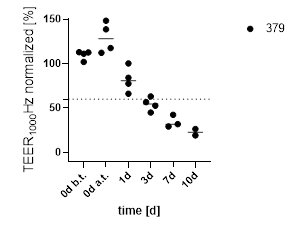 150
379
100
50
0
TEER1000Hz normalized [%]
0d b.t.
0d a.t.
1d
3d
7d
10d
time [d]